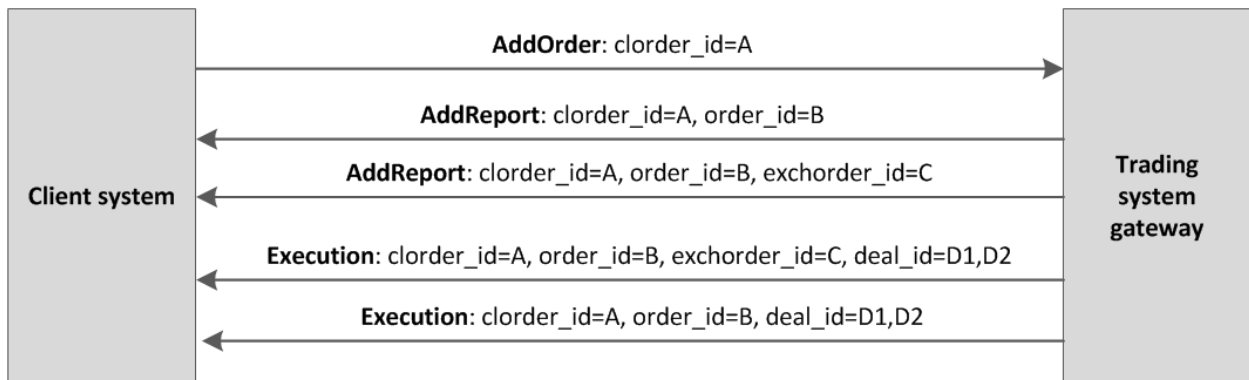 AddOrder: clorder_id=A
AddReport: clorder_id=A, order_id=B
AddReport: clorder_id=A, order_id=B, exchorder_id=C
Client system
Trading
system
gateway
Execution: clorder_id=A, order_id=B, exchorder_id=C, deal_id=D1,D2
Execution: clorder_id=A, order_id=B, deal_id=D1,D2